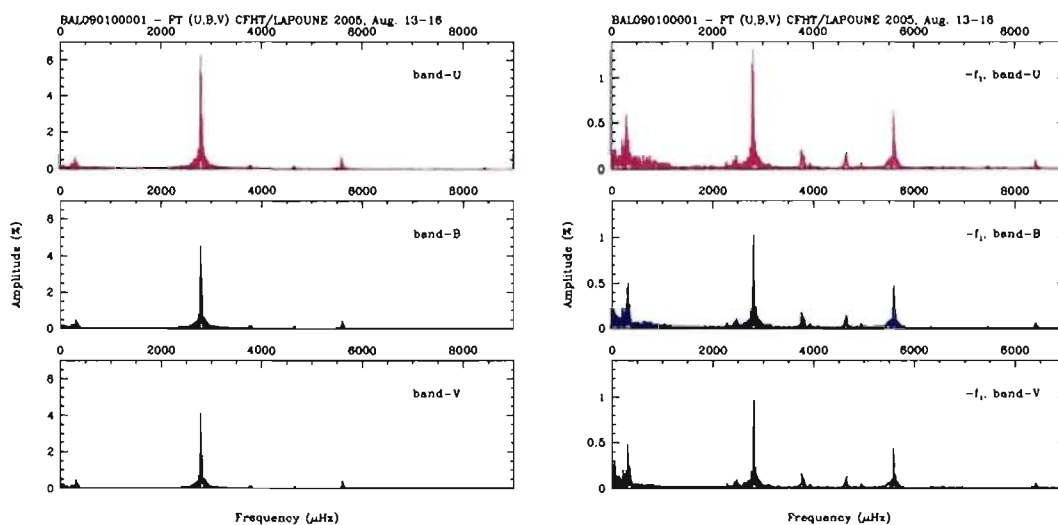 BAL090100001 - FT (U,B,V) CFHT/LAPOUNE 2005, Aug. 13-16
0 2000 4000 6000 8000
6
4
2
0
band-U
0 2000 4000 6000 8000
6
4
2
0
band-B
Amplitude (%)
0 2000 4000 6000 8000
6
4
2
0
band-V
Frequency (μHz)
BAL090100001 - FT (U,B,V) CFHT/LAPOUNE 2005, Aug. 13-16
0 2000 4000 6000 8000
1
0.5
0
-f₁, band-U
0 2000 4000 6000 8000
1
0.5
0
-f₁, band-B
Amplitude (%)
0 2000 4000 6000 8000
1
0.5
0
-f₁, band-V
Frequency (μHz)